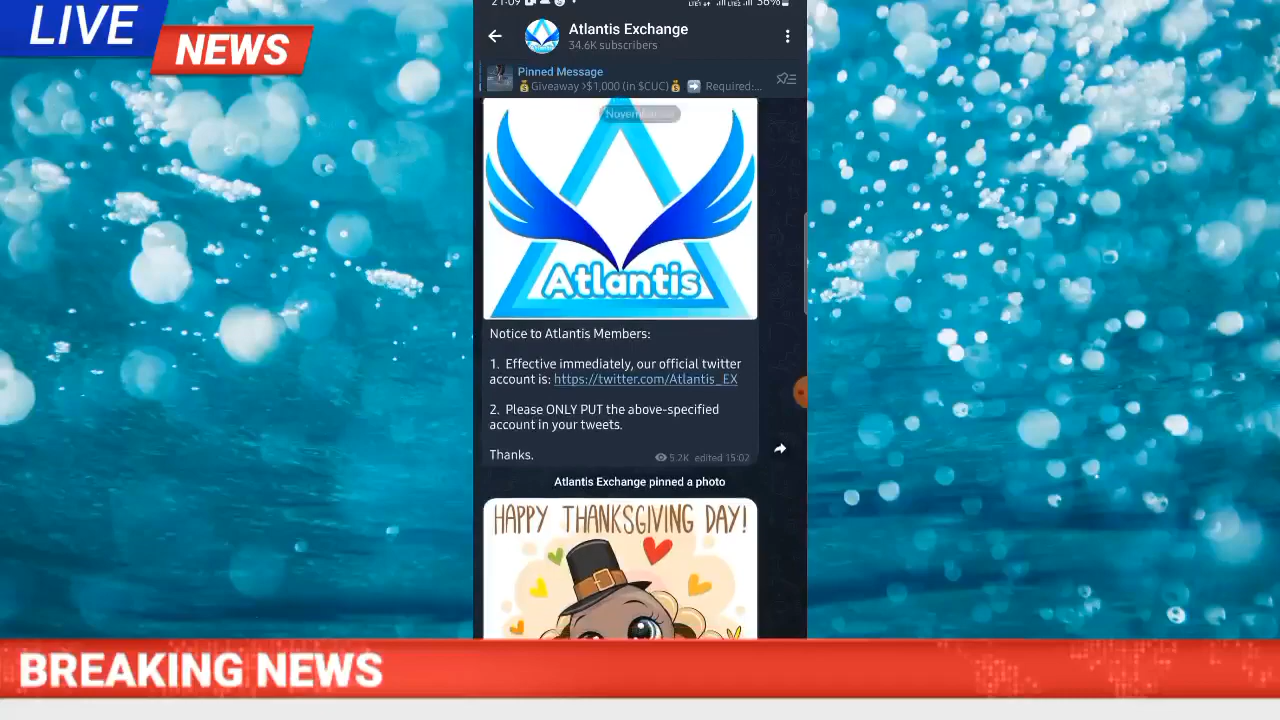 LIVE
NEWS
21:09
36%
Atlantis Exchange
34.6K subscribers
Pinned Message
💰Giveaway >$1,000 (in $CUC)💰 ➡️ Required:...
Atlantis
Notice to Atlantis Members:
1. Effective immediately, our official twitter
account is: https://twitter.com/Atlantis_EX
2. Please ONLY PUT the above-specified
account in your tweets.
Thanks.
5.2K edited 15:02
Atlantis Exchange pinned a photo
HAPPY THANKSGIVING DAY!
BREAKING NEWS